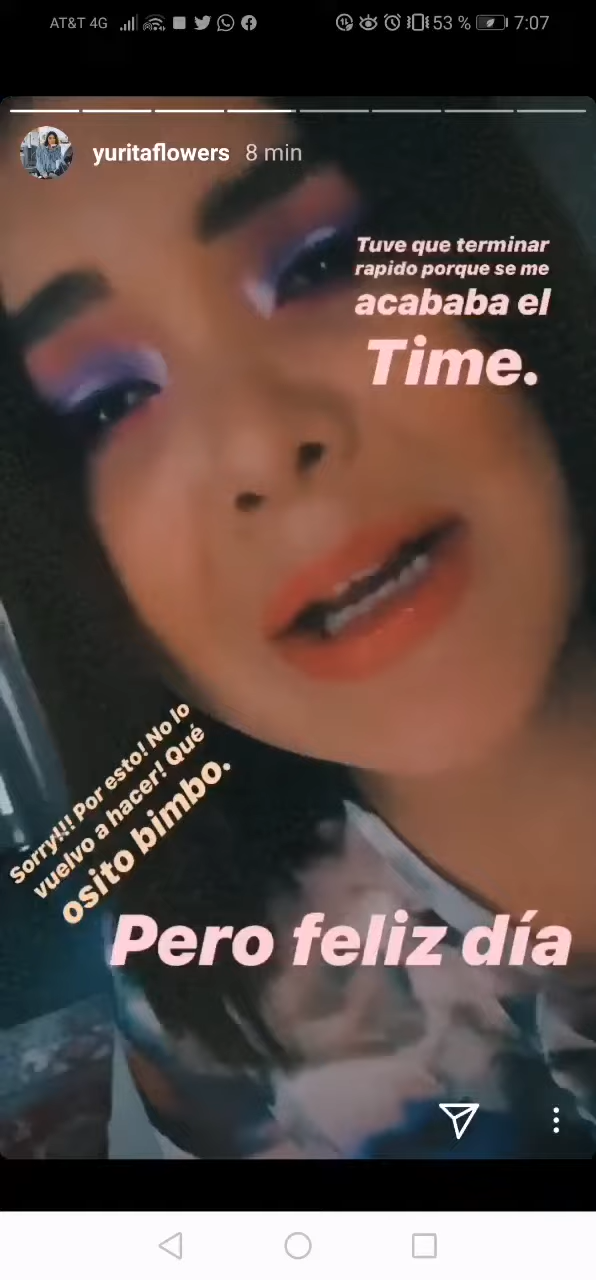 AT&T 4G
53 %
7:07
yuritaflowers 8 min
Tuve que terminar
rapido porque se me
acababa el
Time.
Sorry!!! Por esto! No lo
vuelvo a hacer! Qué
osito bimbo.
Pero feliz día